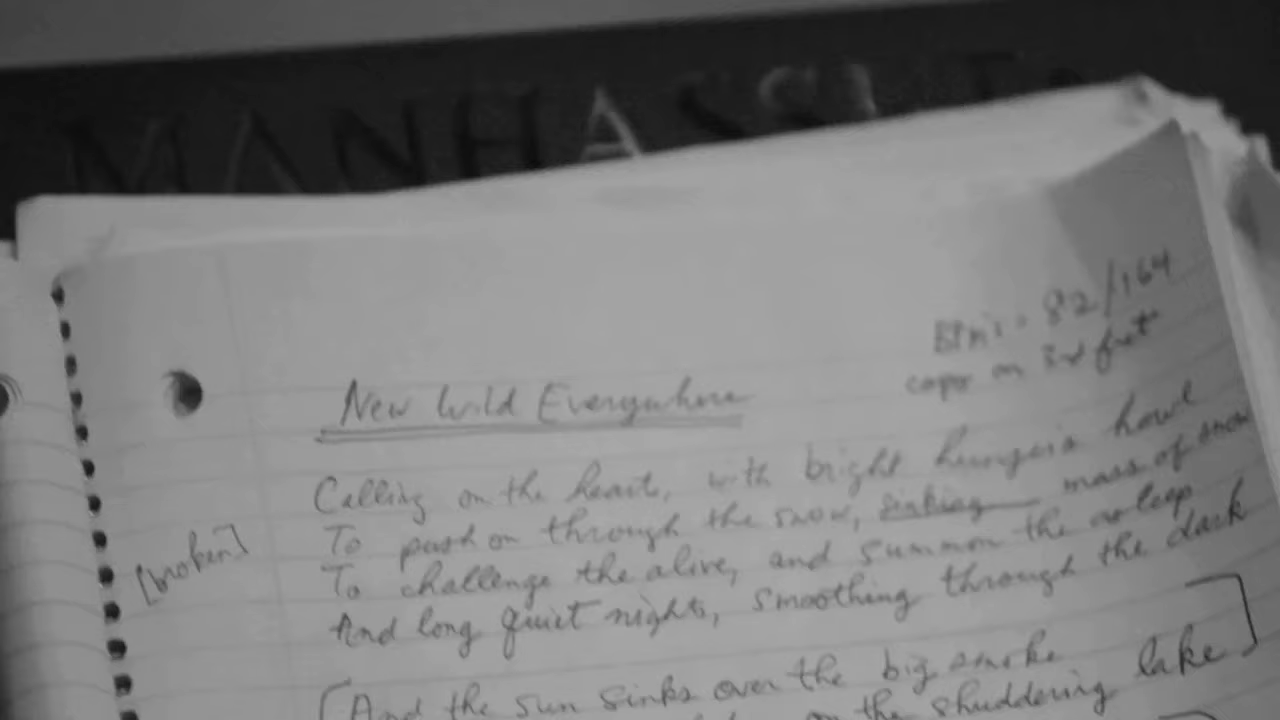 MANHASSET
BPM's = 82/164
capo on 3rd fret
New Wild Everywhere
Calling on the heart, with bright hunger's howl
To push on through the snow, sinking mass of snow
[broken] To challenge the alive, and summon the asleep
And long quiet nights, smoothing through the dark
[And the sun sinks over the big smoke
on the shuddering lake]